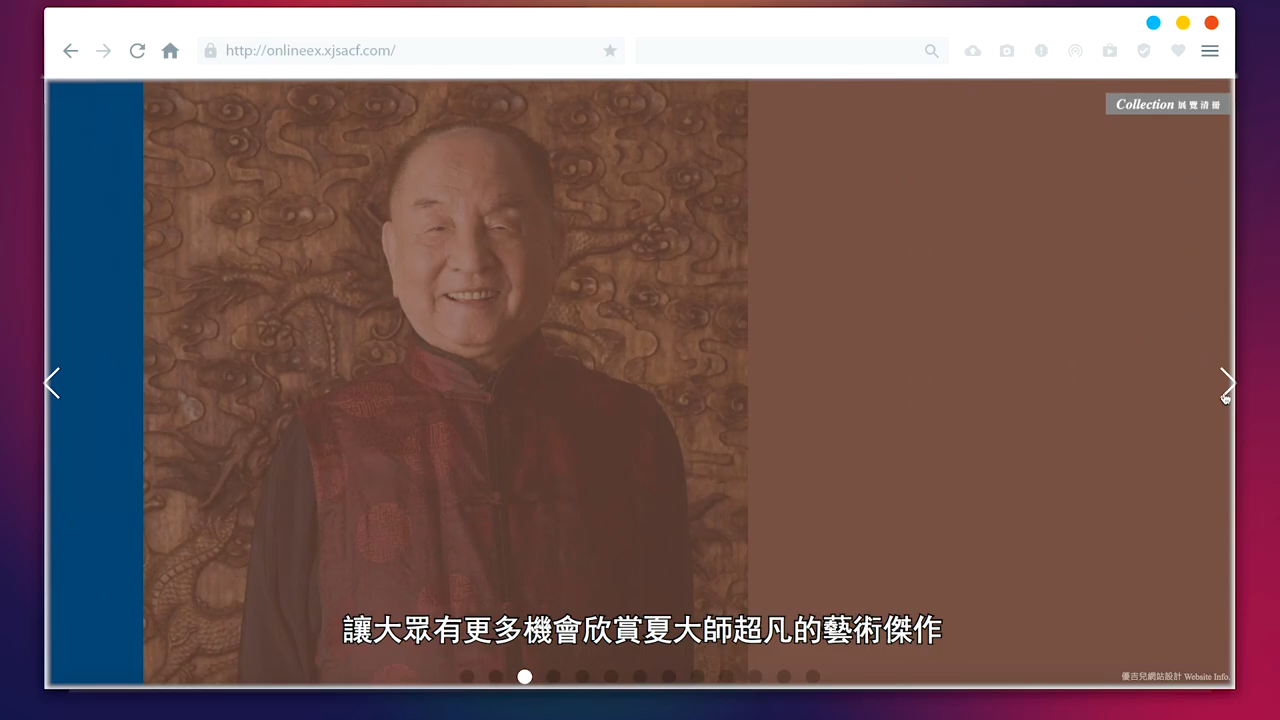 http://onlineex.xjsacf.com/
Collection 展覽清冊
讓大眾有更多機會欣賞夏大師超凡的藝術傑作
優吉兒網站設計 Website Info.